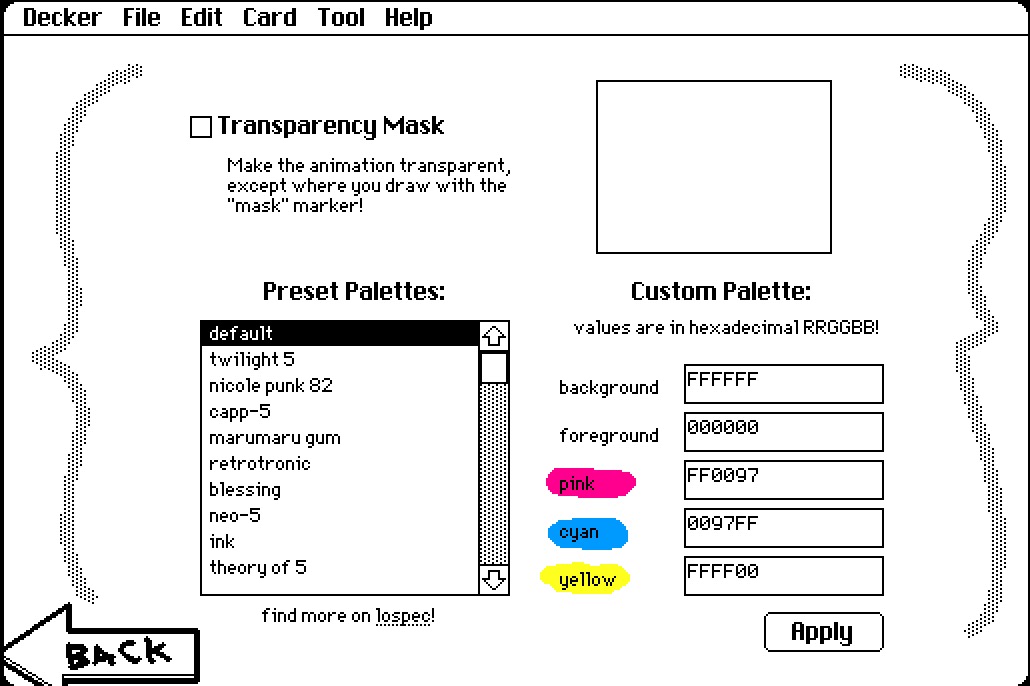 Decker File Edit Card Tool Help
Transparency Mask
Make the animation transparent,
except where you draw with the
"mask" marker!
Preset Palettes:
default
twilight 5
nicole punk 82
capp-5
marumaru gum
retrotronic
blessing
neo-5
ink
theory of 5
find more on lospec!
Custom Palette:
values are in hexadecimal RRGGBB!
background FFFFFF
foreground 000000
pink FF0097
cyan 0097FF
yellow FFFF00
Apply
BACK